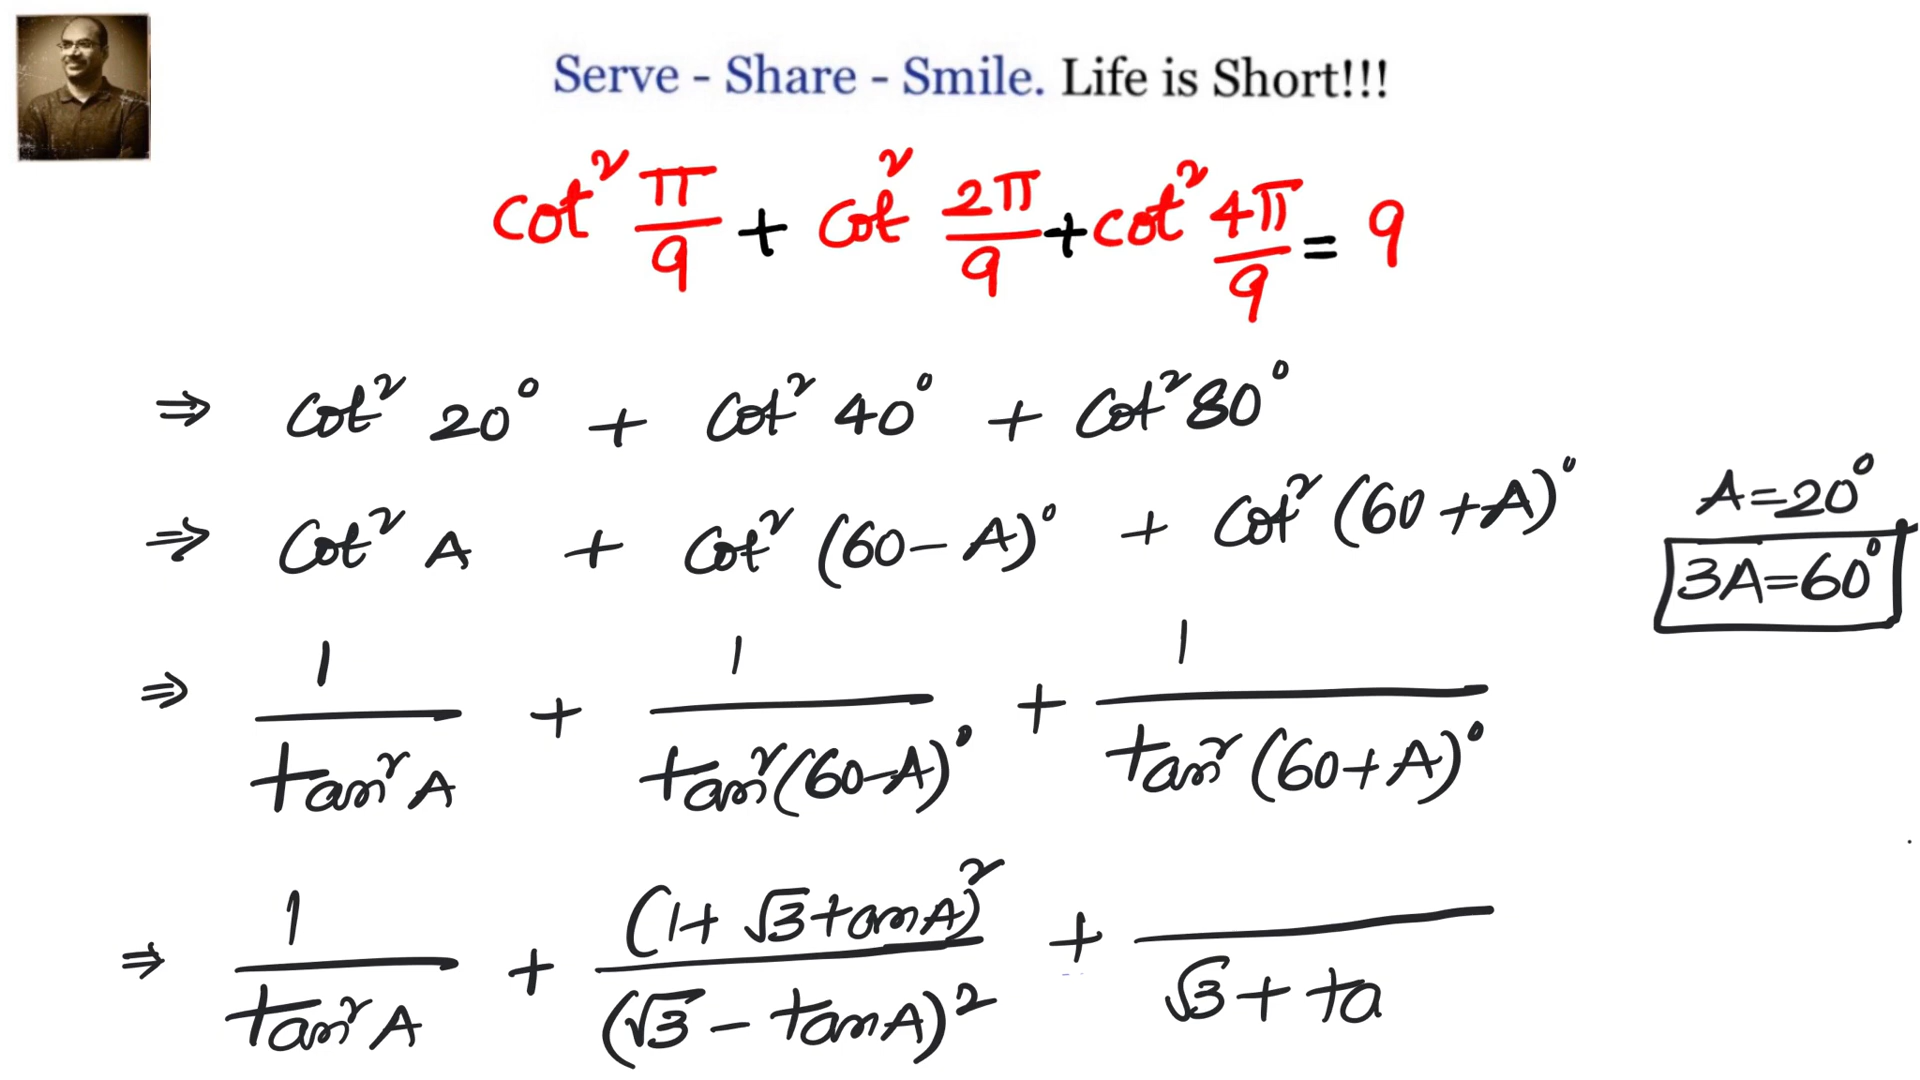 Serve - Share - Smile. Life is Short!!!
cot² π/9 + cot² 2π/9 + cot² 4π/9 = 9
⇒ cot² 20° + cot² 40° + cot² 80°
⇒ cot² A + cot² (60 - A)° + cot² (60 + A)°
A = 20°
3A = 60°
⇒ 1/tan² A + 1/tan² (60 - A)° + 1/tan² (60 + A)°
⇒ 1/tan² A + (1 + √3 tan A)²/(√3 - tan A)² + /√3 + ta